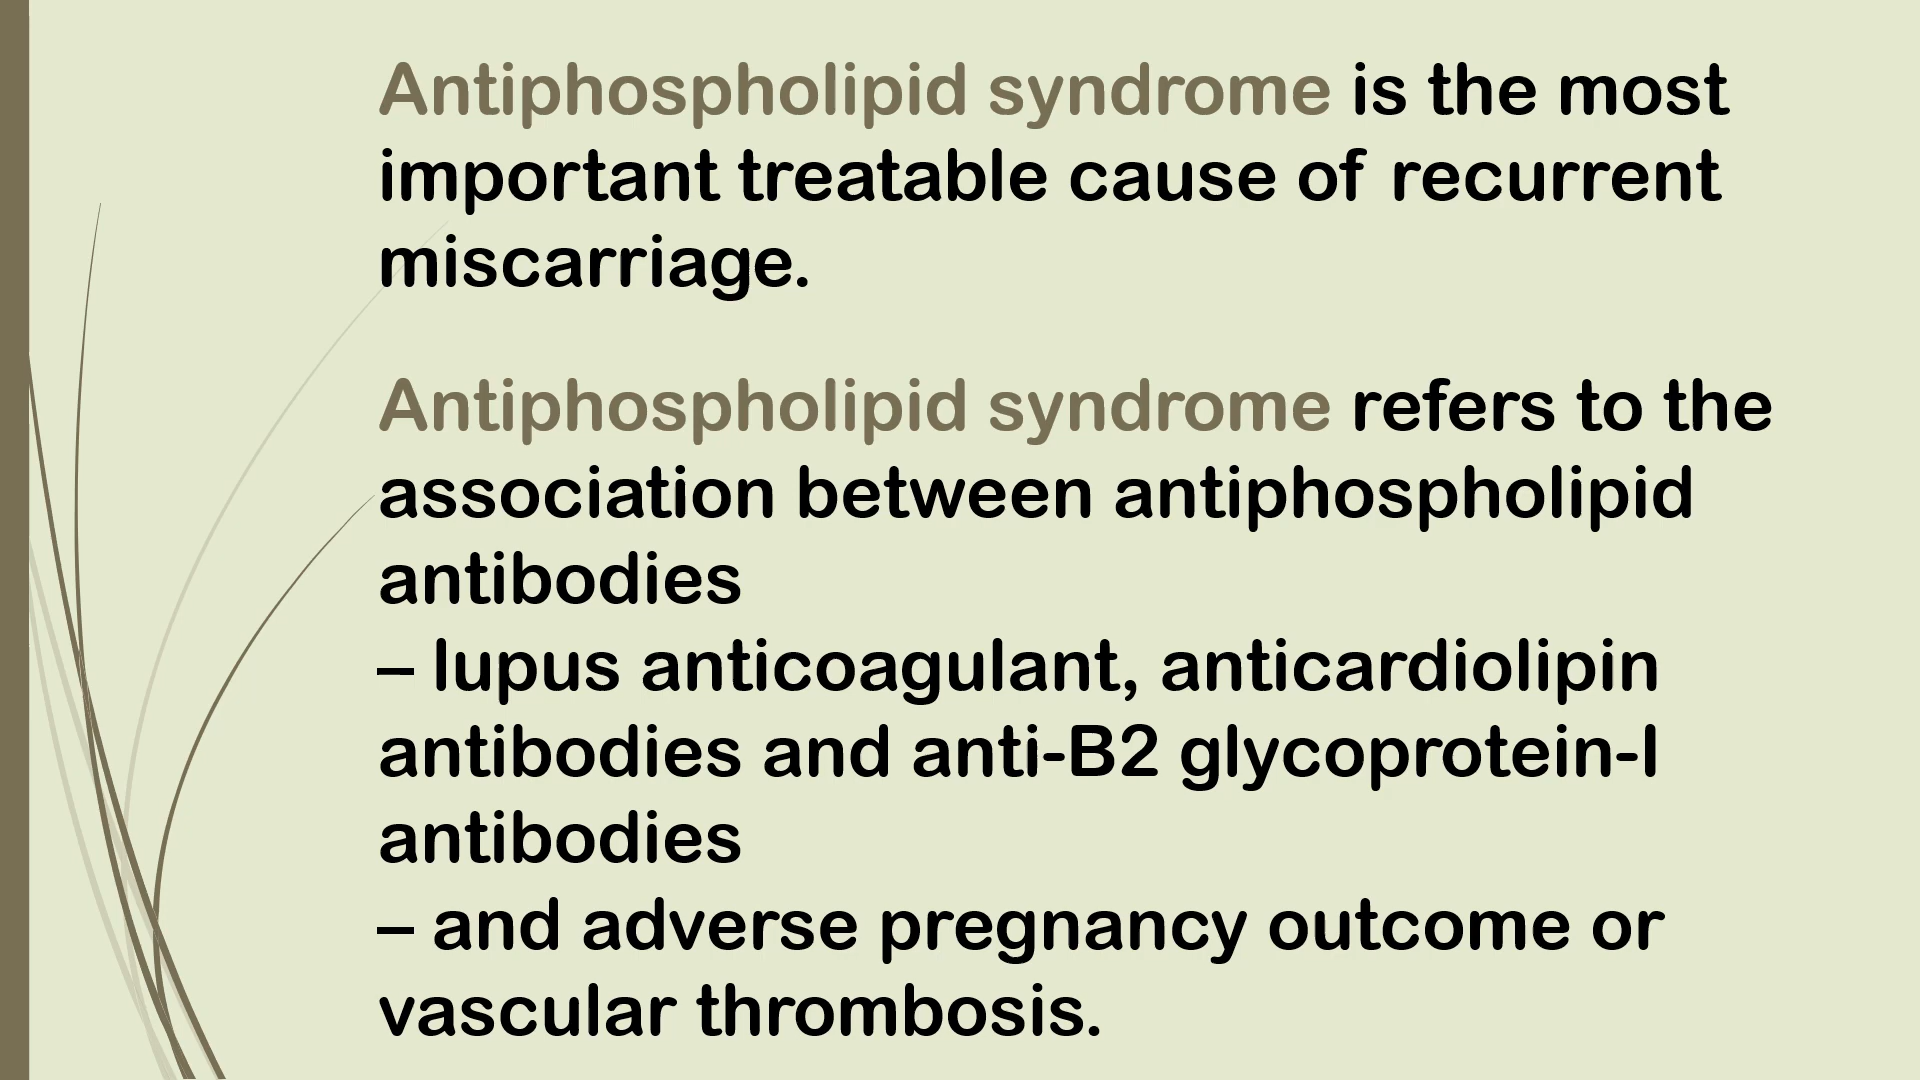 Antiphospholipid syndrome is the most
important treatable cause of recurrent
miscarriage.
Antiphospholipid syndrome refers to the
association between antiphospholipid
antibodies
– lupus anticoagulant, anticardiolipin
antibodies and anti-B2 glycoprotein-I
antibodies
– and adverse pregnancy outcome or
vascular thrombosis.